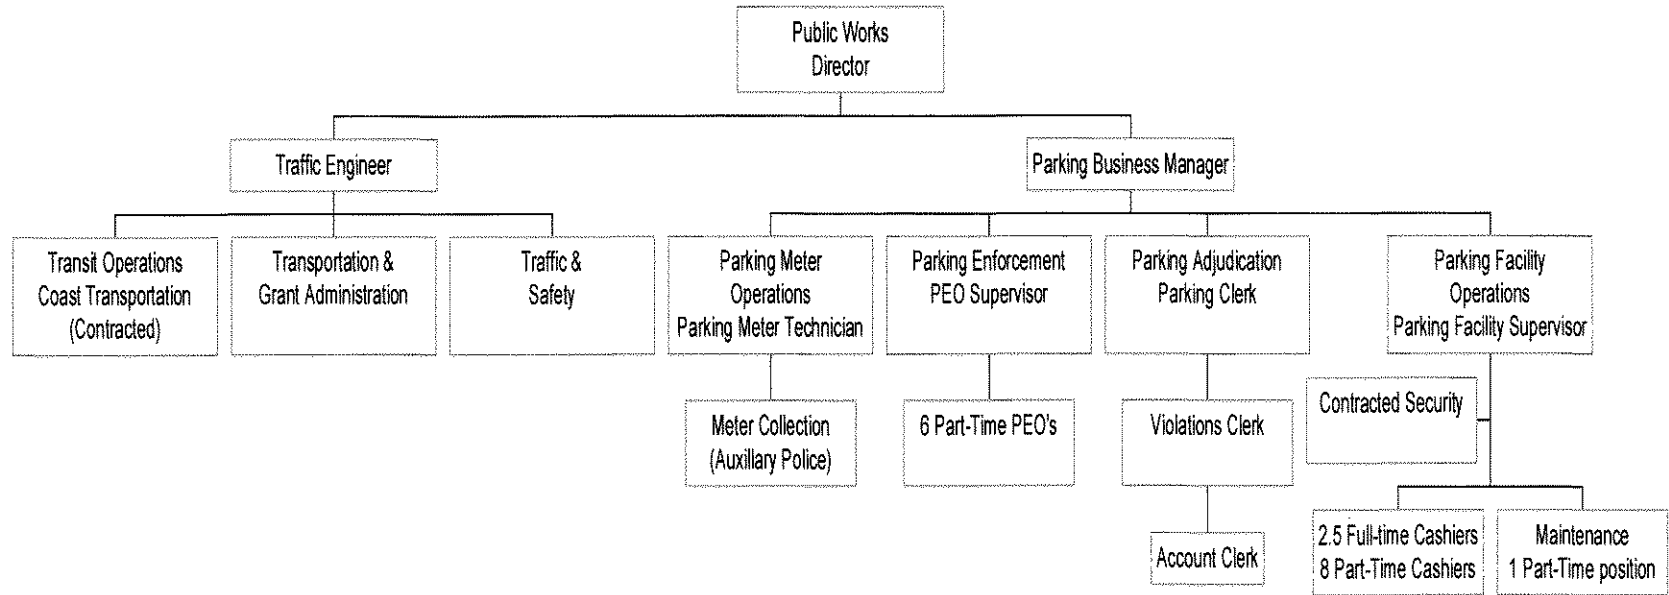 Public Works
Director
Traffic Engineer
Parking Business Manager
Transit Operations
Coast Transportation
(Contracted)
Transportation &
Grant Administration
Traffic &
Safety
Parking Meter
Operations
Parking Meter Technician
Parking Enforcement
PEO Supervisor
Parking Adjudication
Parking Clerk
Parking Facility
Operations
Parking Facility Supervisor
Meter Collection
(Auxillary Police)
6 Part-Time PEO's
Violations Clerk
Contracted Security
Account Clerk
2.5 Full-time Cashiers
8 Part-Time Cashiers
Maintenance
1 Part-Time position